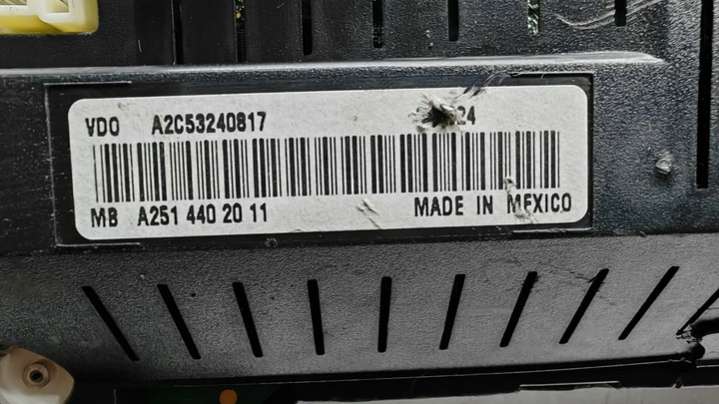 VDO A2C53240817 24
MB A251 440 20 11 MADE IN MEXICO